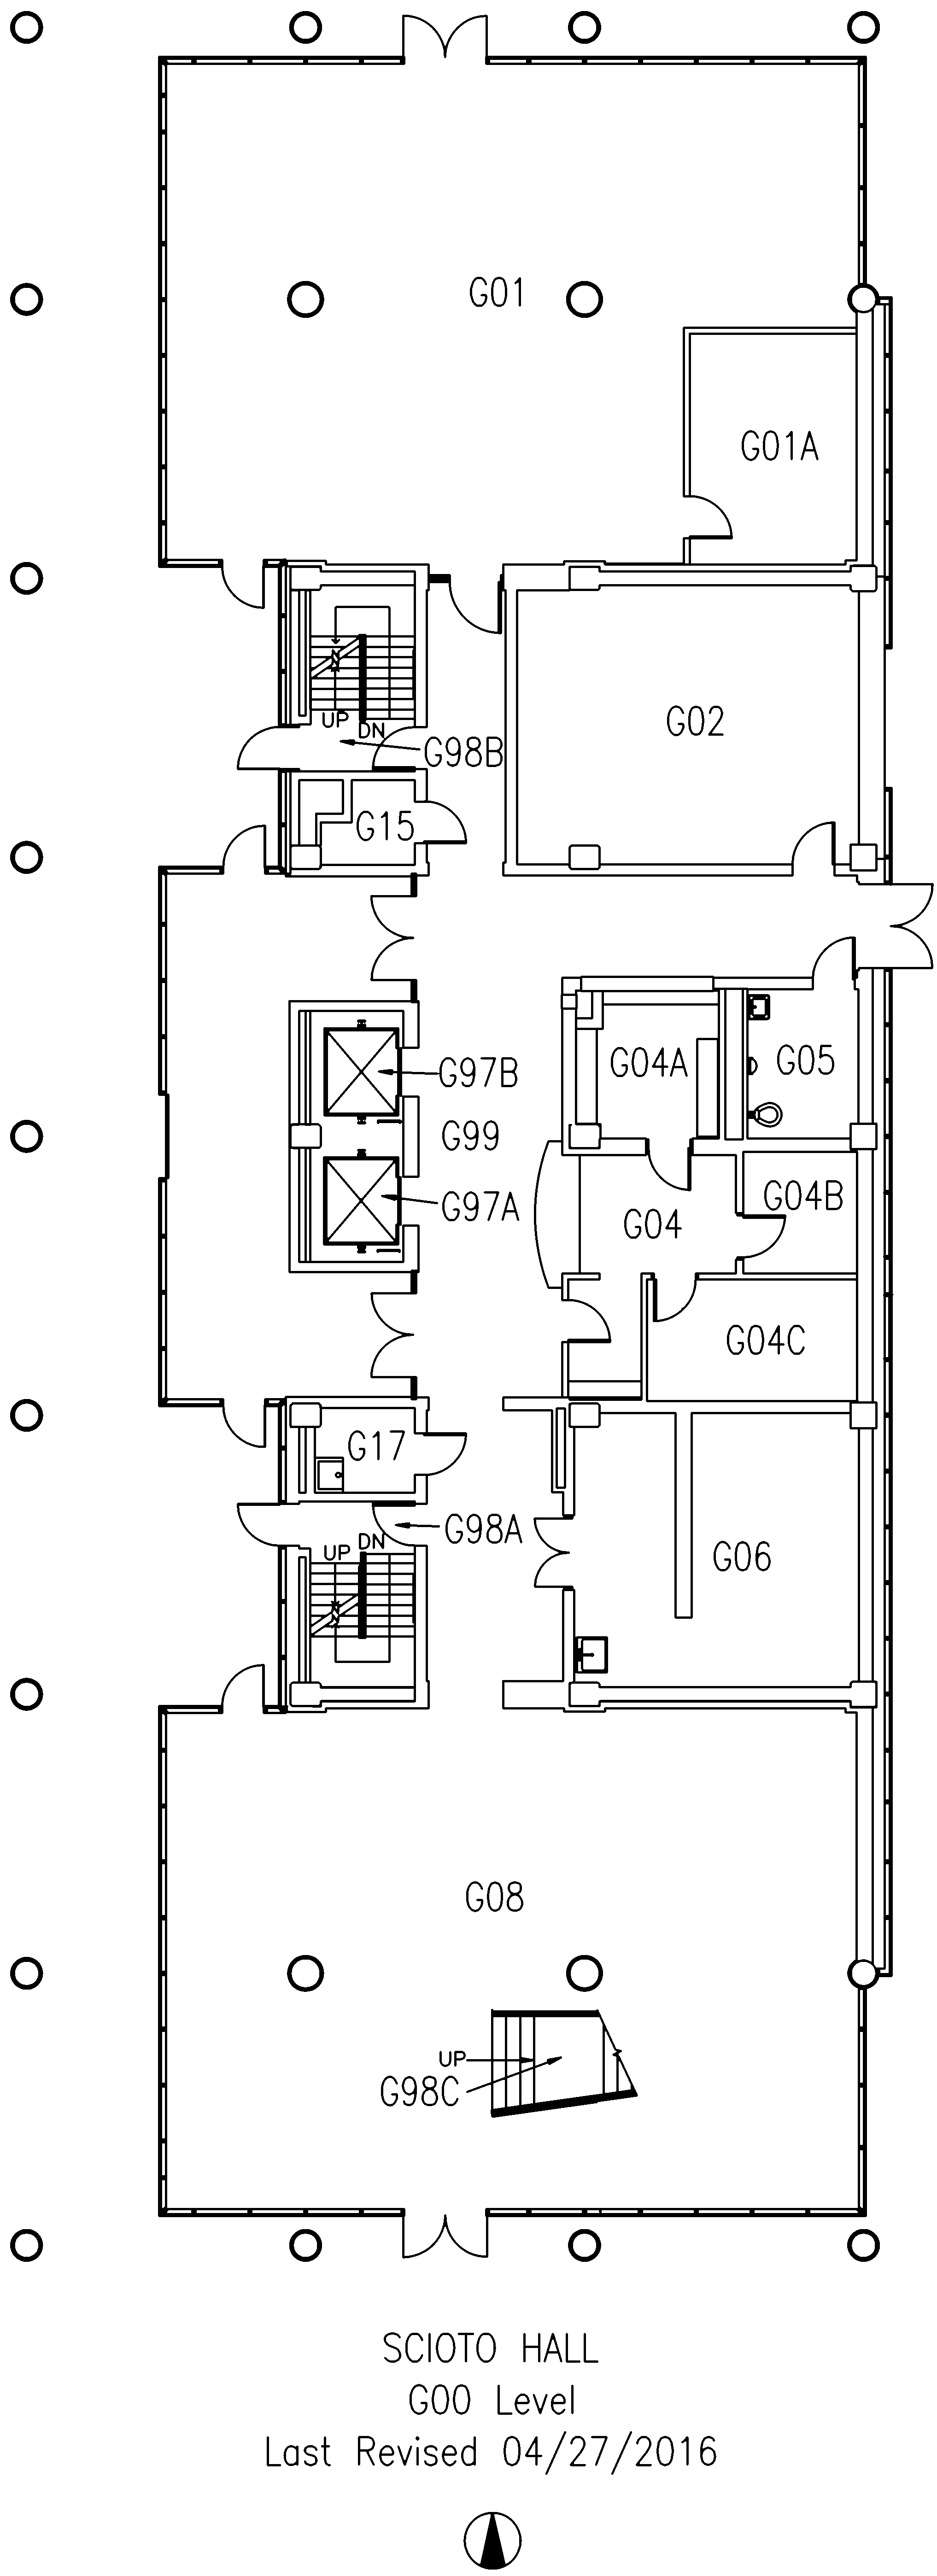 G01
G01A
G02
UP
DN
G98B
G15
G97B
G04A
G05
G99
G97A
G04
G04B
G04C
G17
G98A
UP
DN
G06
G08
UP
G98C
SCIOTO HALL
G00 Level
Last Revised 04/27/2016